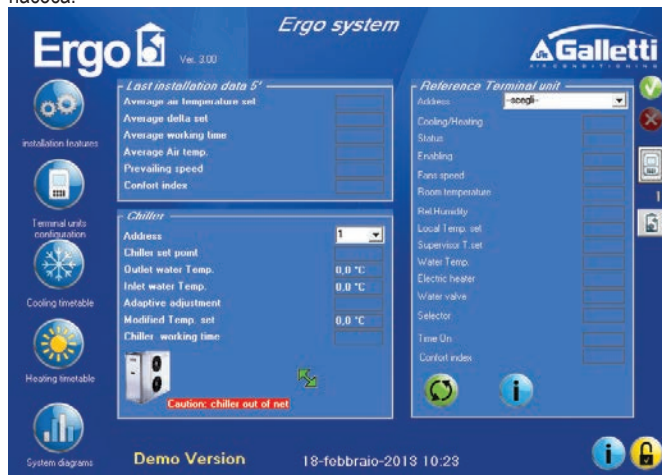 насоса.
Ergo
Ver. 3.00
Ergo system
Galletti
AIR CONDITIONING
installation features
Terminal units
configuration
Cooling timetable
Heating timetable
System diagrams
Last installation data 5'
Average air temperature set
Average delta set
Average working time
Average Air temp.
Prevailing speed
Confort index
Chiller
Address 1
Chiller set point
Outlet water Temp. 0,0 °C
Inlet water Temp. 0,0 °C
Adaptive adjustment
Modified Temp. set 0,0 °C
Chiller working time
Caution: chiller out of net
Reference Terminal unit
Address -scegli-
Cooling/Heating
Status
Enabling
Fans speed
Room temperature
Rel.Humidity
Local Temp. set
Supervisor T.set
Water Temp.
Electric heater
Water valve
Selector
Time On
Confort index
1
Demo Version
18-febbraio-2013 10:23